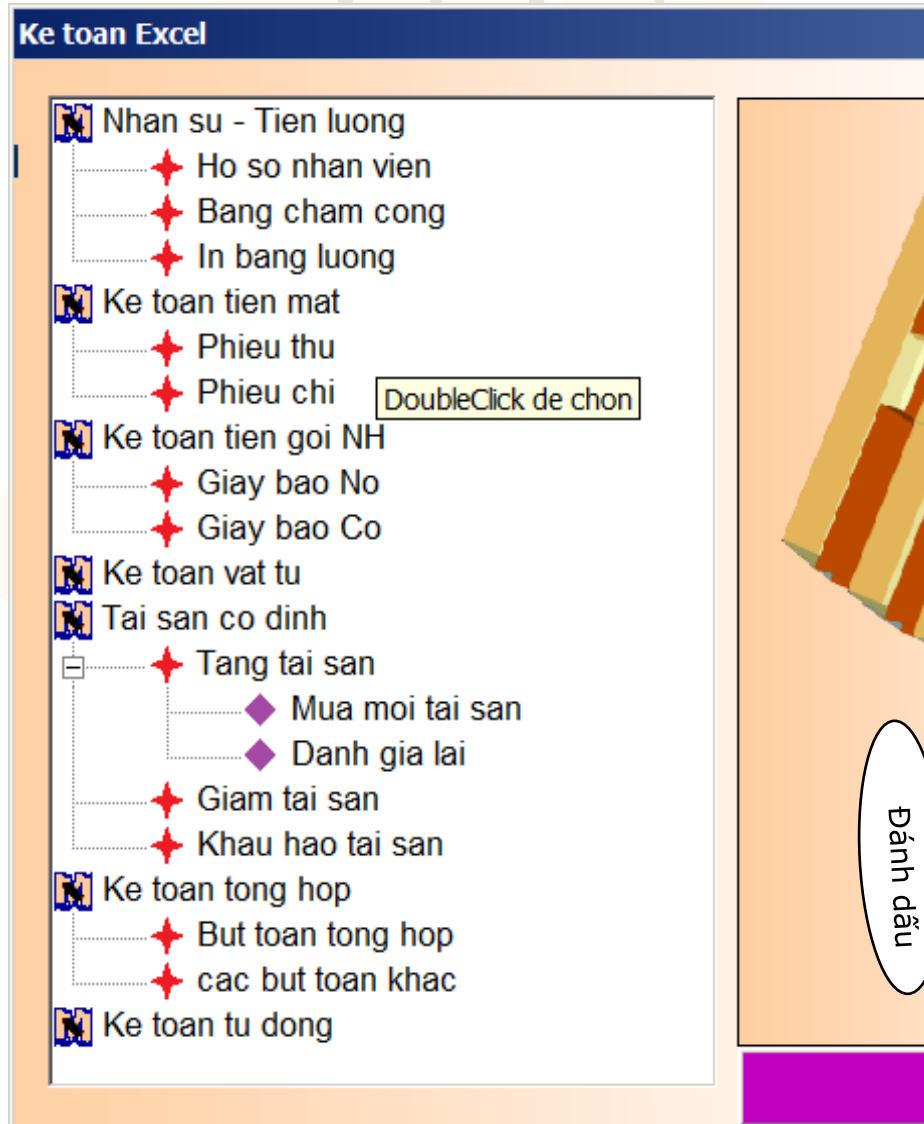 Ke toan Excel
Nhan su - Tien luong
Ho so nhan vien
Bang cham cong
In bang luong
Ke toan tien mat
Phieu thu
Phieu chi
DoubleClick de chon
Ke toan tien goi NH
Giay bao No
Giay bao Co
Ke toan vat tu
Tai san co dinh
Tang tai san
Mua moi tai san
Danh gia lai
Giam tai san
Khau hao tai san
Ke toan tong hop
But toan tong hop
cac but toan khac
Ke toan tu dong
Đánh dấu